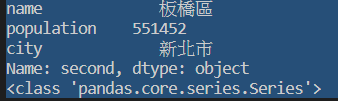 name 板橋區
population 551452
city 新北市
Name: second, dtype: object
<class 'pandas.core.series.Series'>